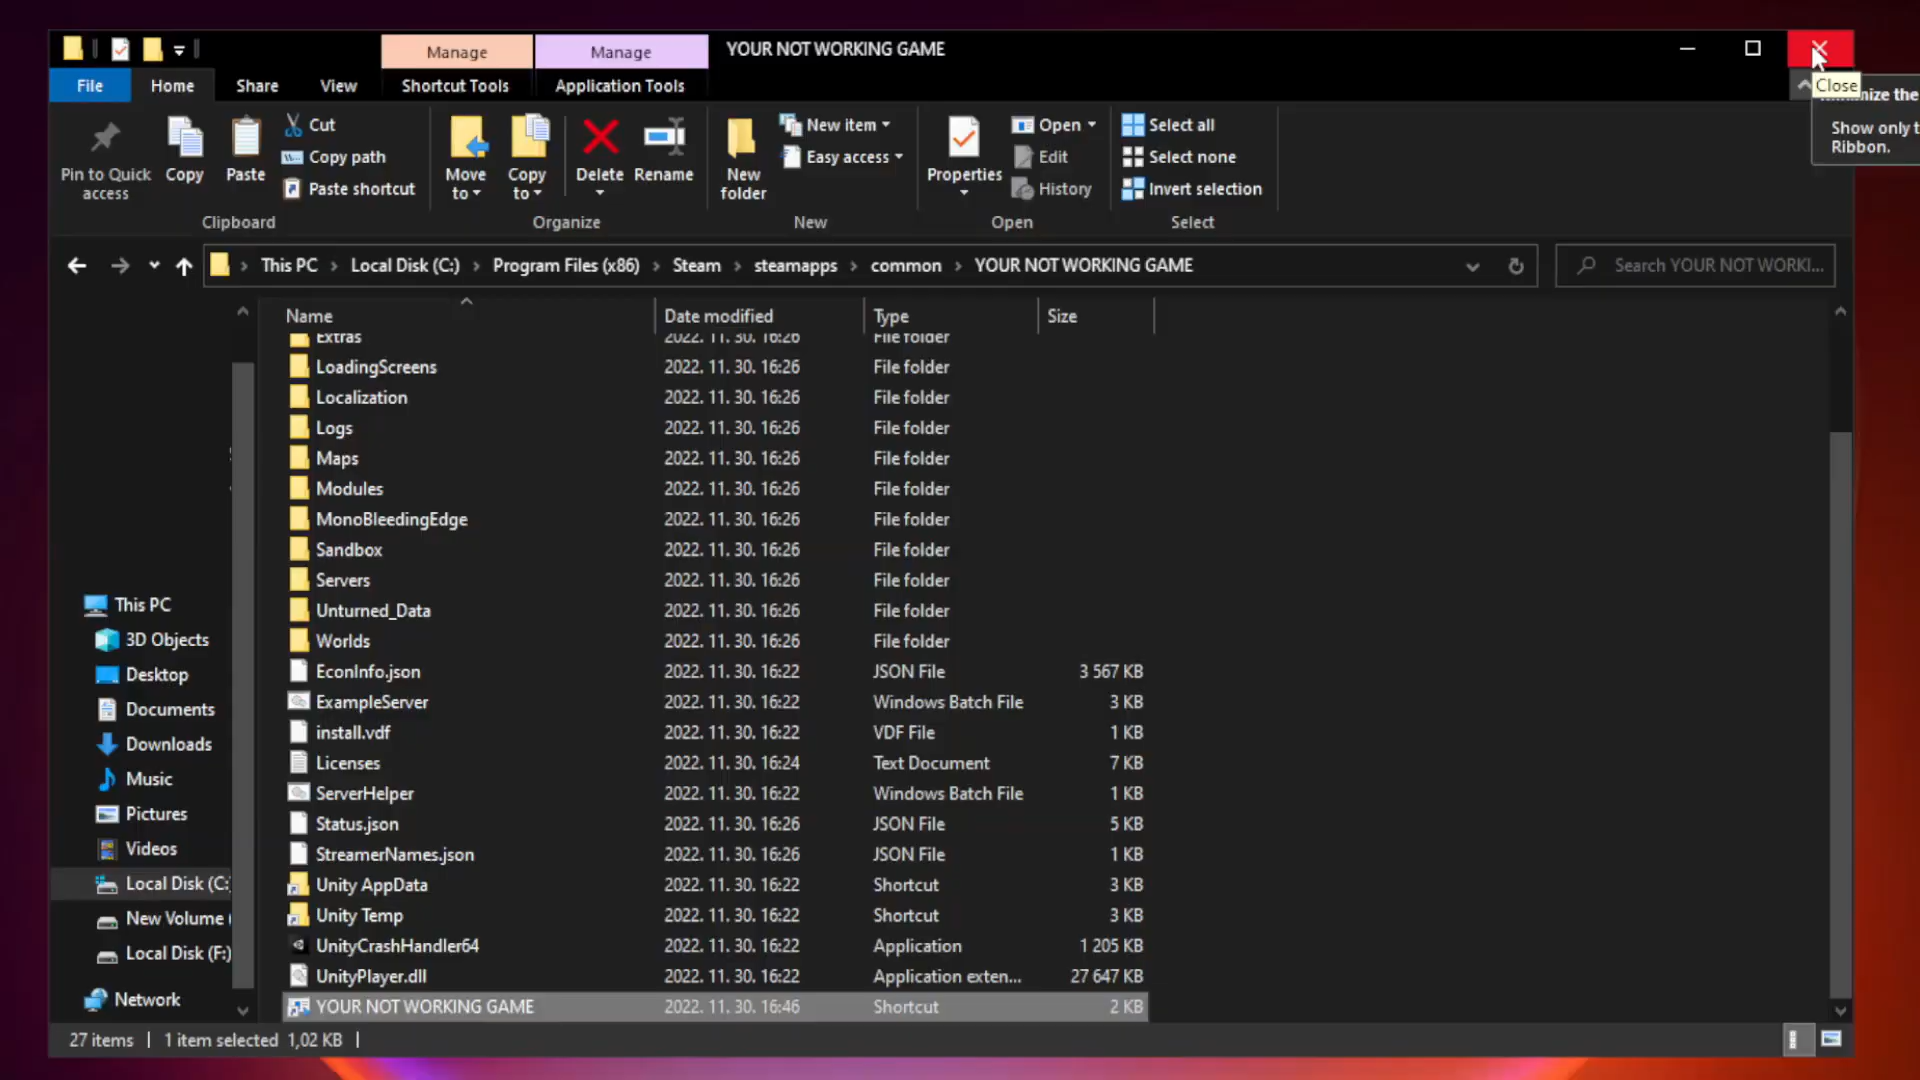 Manage
Manage
YOUR NOT WORKING GAME
File
Home
Share
View
Shortcut Tools
Application Tools
Close
the
Show only
Ribbon.
Pin to Quick
access
Copy
Paste
Cut
Copy path
Paste shortcut
Clipboard
Move
to
Copy
to
Delete
Rename
Organize
New
folder
New item
Easy access
New
Properties
Open
Edit
History
Open
Select all
Select none
Invert selection
Select
This PC
Local Disk (C:)
Program Files (x86)
Steam
steamapps
common
YOUR NOT WORKING GAME
Search YOUR NOT WORKI...
Name
Date modified
Type
Size
Extras 2022. 11. 30. 16:26 File folder
LoadingScreens 2022. 11. 30. 16:26 File folder
Localization 2022. 11. 30. 16:26 File folder
Logs 2022. 11. 30. 16:26 File folder
Maps 2022. 11. 30. 16:26 File folder
Modules 2022. 11. 30. 16:26 File folder
MonoBleedingEdge 2022. 11. 30. 16:26 File folder
Sandbox 2022. 11. 30. 16:26 File folder
Servers 2022. 11. 30. 16:26 File folder
Unturned_Data 2022. 11. 30. 16:26 File folder
Worlds 2022. 11. 30. 16:26 File folder
EconInfo.json 2022. 11. 30. 16:22 JSON File 3 567 KB
ExampleServer 2022. 11. 30. 16:22 Windows Batch File 3 KB
install.vdf 2022. 11. 30. 16:22 VDF File 1 KB
Licenses 2022. 11. 30. 16:24 Text Document 7 KB
ServerHelper 2022. 11. 30. 16:22 Windows Batch File 1 KB
Status.json 2022. 11. 30. 16:26 JSON File 5 KB
StreamerNames.json 2022. 11. 30. 16:26 JSON File 1 KB
Unity AppData 2022. 11. 30. 16:22 Shortcut 3 KB
Unity Temp 2022. 11. 30. 16:22 Shortcut 3 KB
UnityCrashHandler64 2022. 11. 30. 16:22 Application 1 205 KB
UnityPlayer.dll 2022. 11. 30. 16:22 Application exten... 27 647 KB
YOUR NOT WORKING GAME 2022. 11. 30. 16:46 Shortcut 2 KB
This PC
3D Objects
Desktop
Documents
Downloads
Music
Pictures
Videos
Local Disk (C:
New Volume (
Local Disk (F:)
Network
27 items
1 item selected 1,02 KB